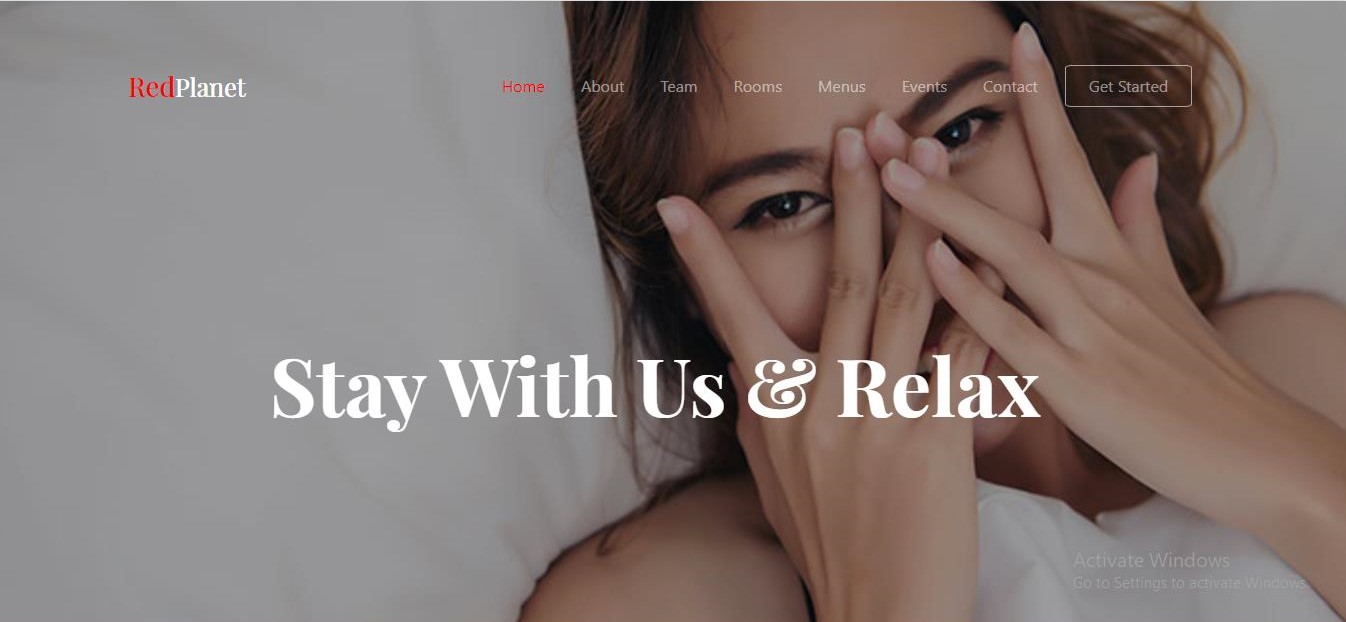 RedPlanet
Home About Team Rooms Menus Events Contact Get Started
Stay With Us & Relax
Activate Windows
Go to Settings to activate Windows.